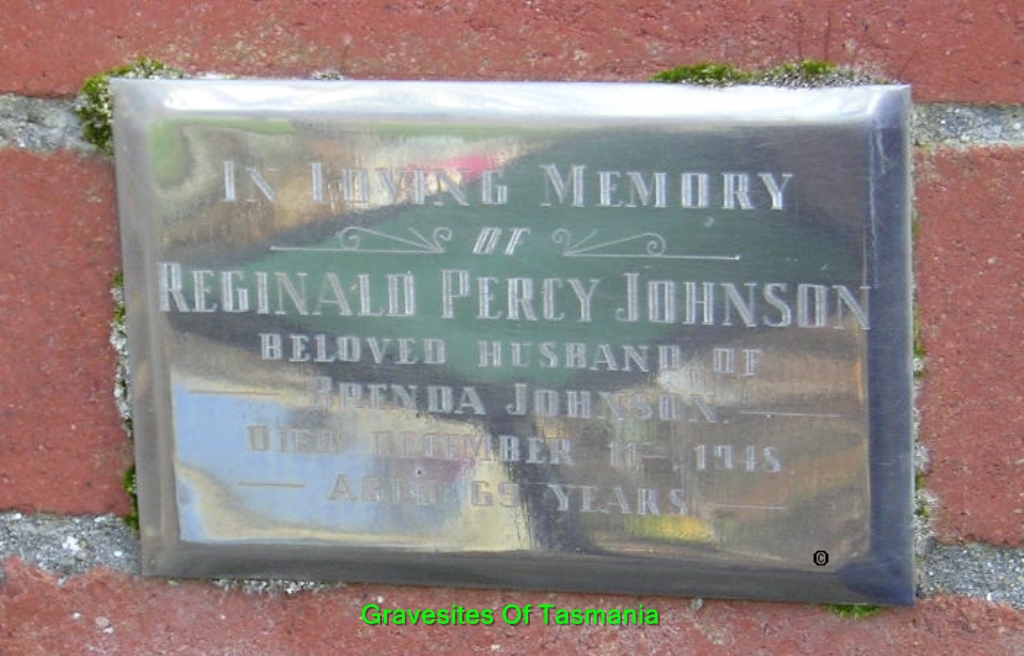 IN LOVING MEMORY
OF
REGINALD PERCY JOHNSON
BELOVED HUSBAND OF
BRENDA JOHNSON.
DIED DECEMBER 11TH, 1948
AGED 69 YEARS
©
Gravesites Of Tasmania